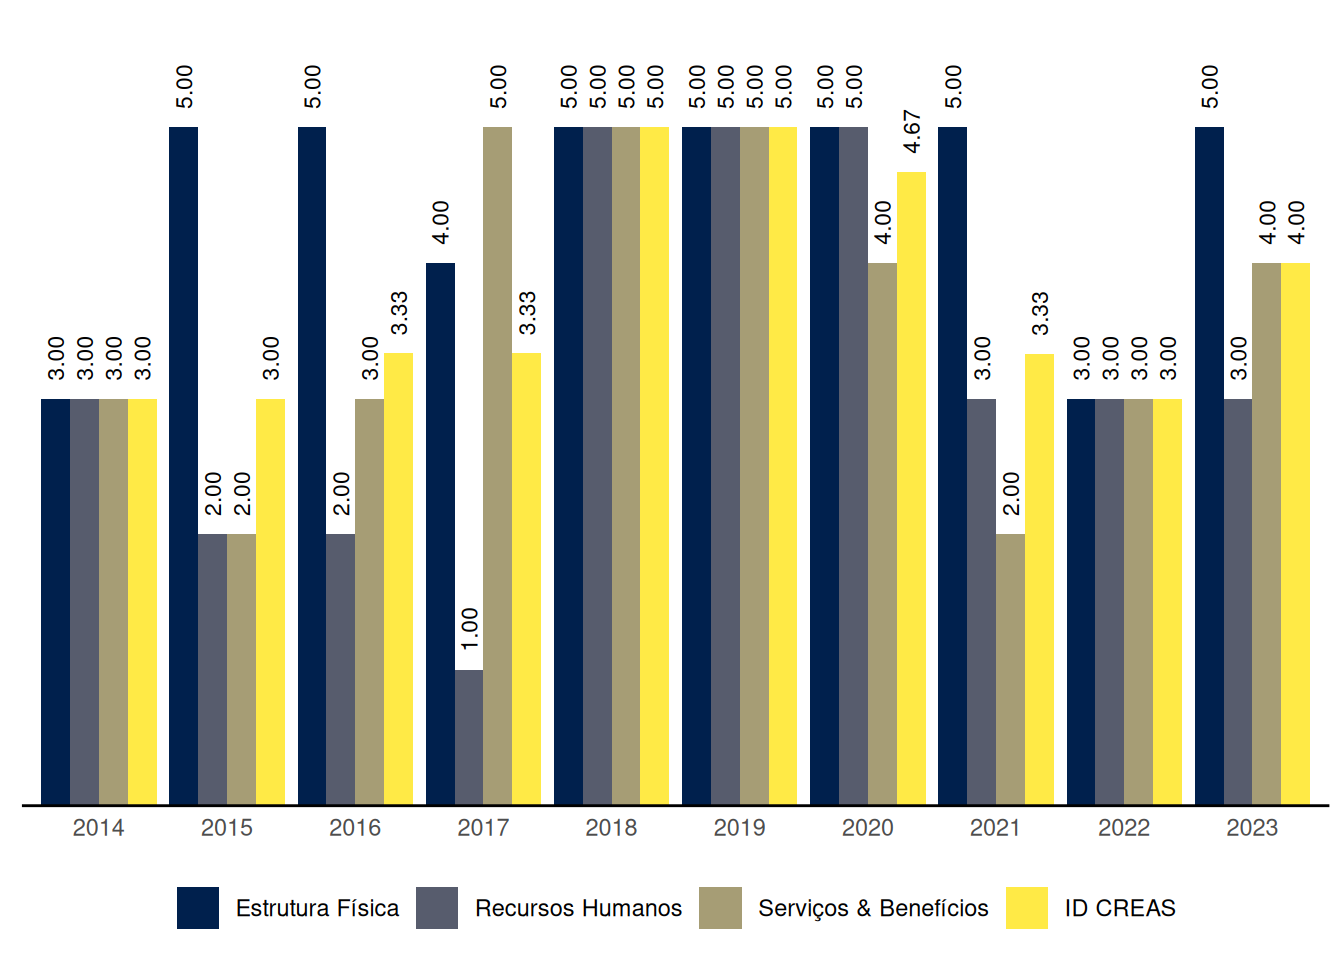 3.00 3.00 3.00 3.00 5.00 2.00 2.00 3.00 5.00 2.00 3.00 3.33 4.00 1.00 5.00 3.33 5.00 5.00 5.00 5.00 5.00 5.00 5.00 5.00 5.00 5.00 4.00 4.67 5.00 3.00 2.00 3.33 3.00 3.00 3.00 3.00 5.00 3.00 4.00 4.00
2014 2015 2016 2017 2018 2019 2020 2021 2022 2023
Estrutura Física Recursos Humanos Serviços & Benefícios ID CREAS